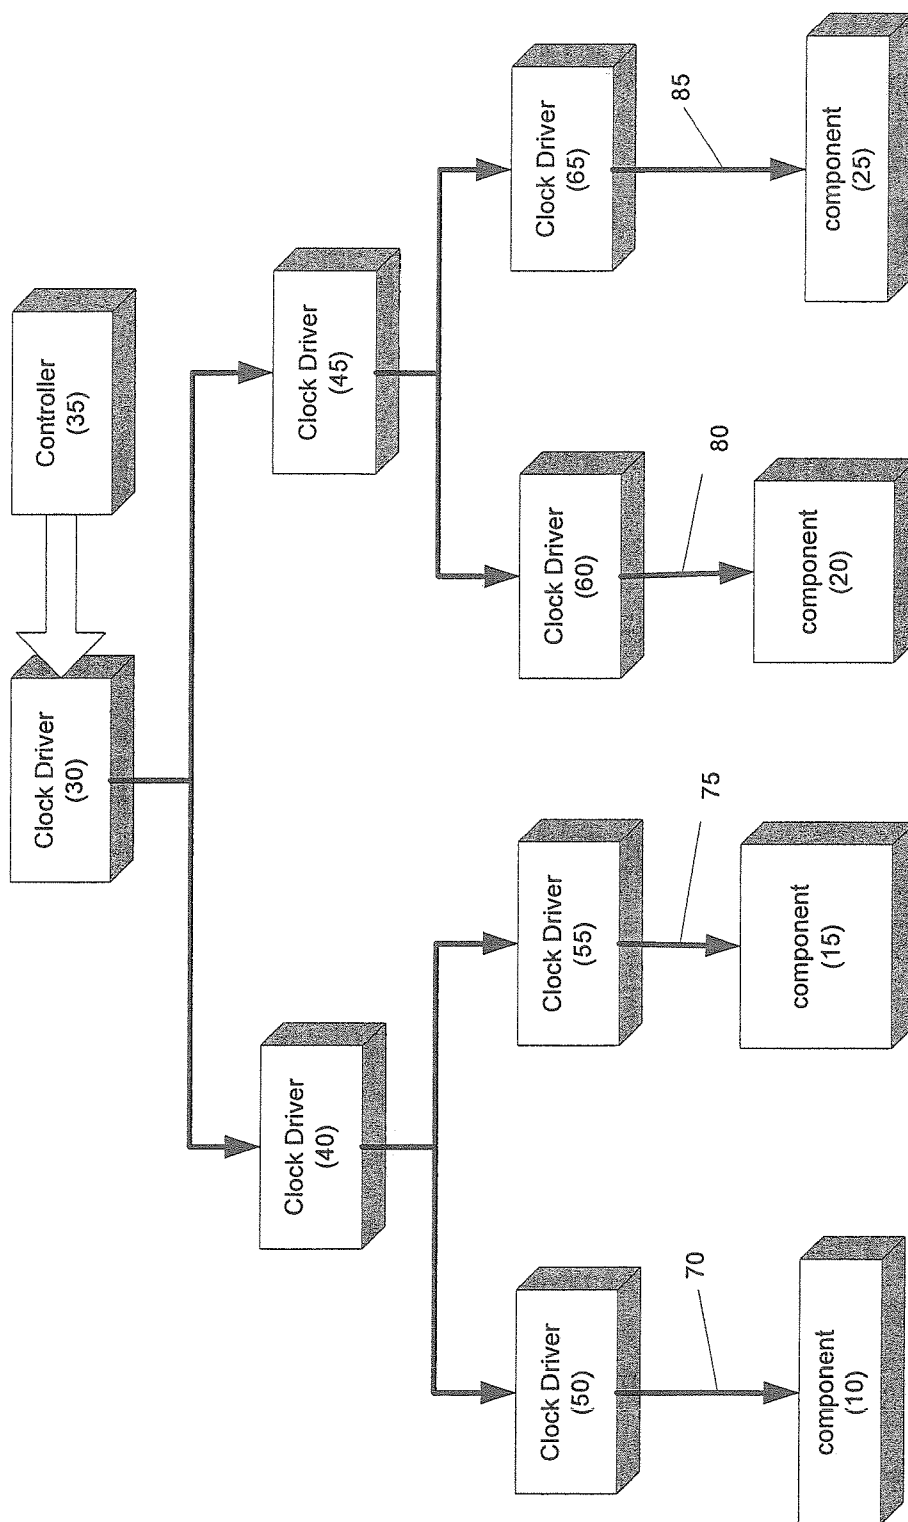 Clock Driver
(30)
Controller
(35)
Clock Driver
(40)
Clock Driver
(45)
Clock Driver
(50)
Clock Driver
(55)
Clock Driver
(60)
Clock Driver
(65)
70
75
80
85
component
(10)
component
(15)
component
(20)
component
(25)